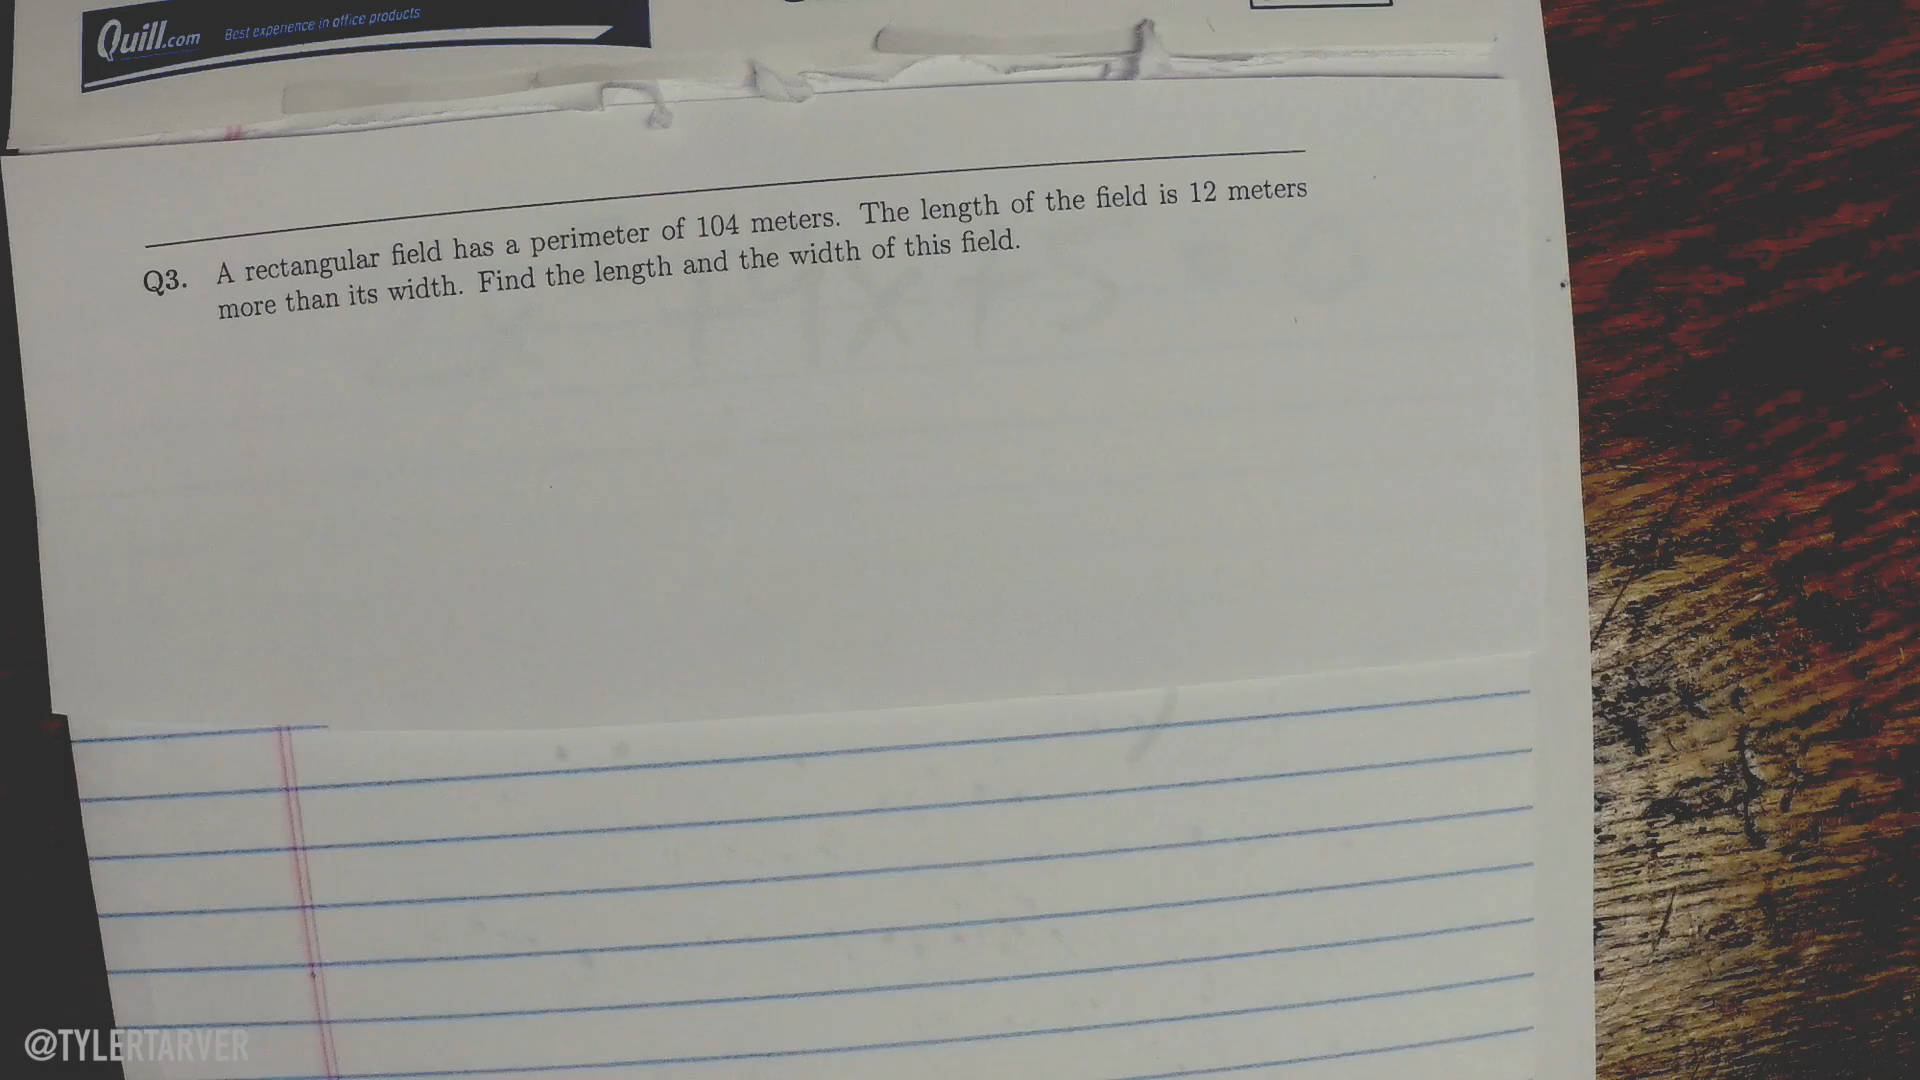 Quill.com Best experience in office products
Q3. A rectangular field has a perimeter of 104 meters. The length of the field is 12 meters
more than its width. Find the length and the width of this field.
@TYLERTARVER